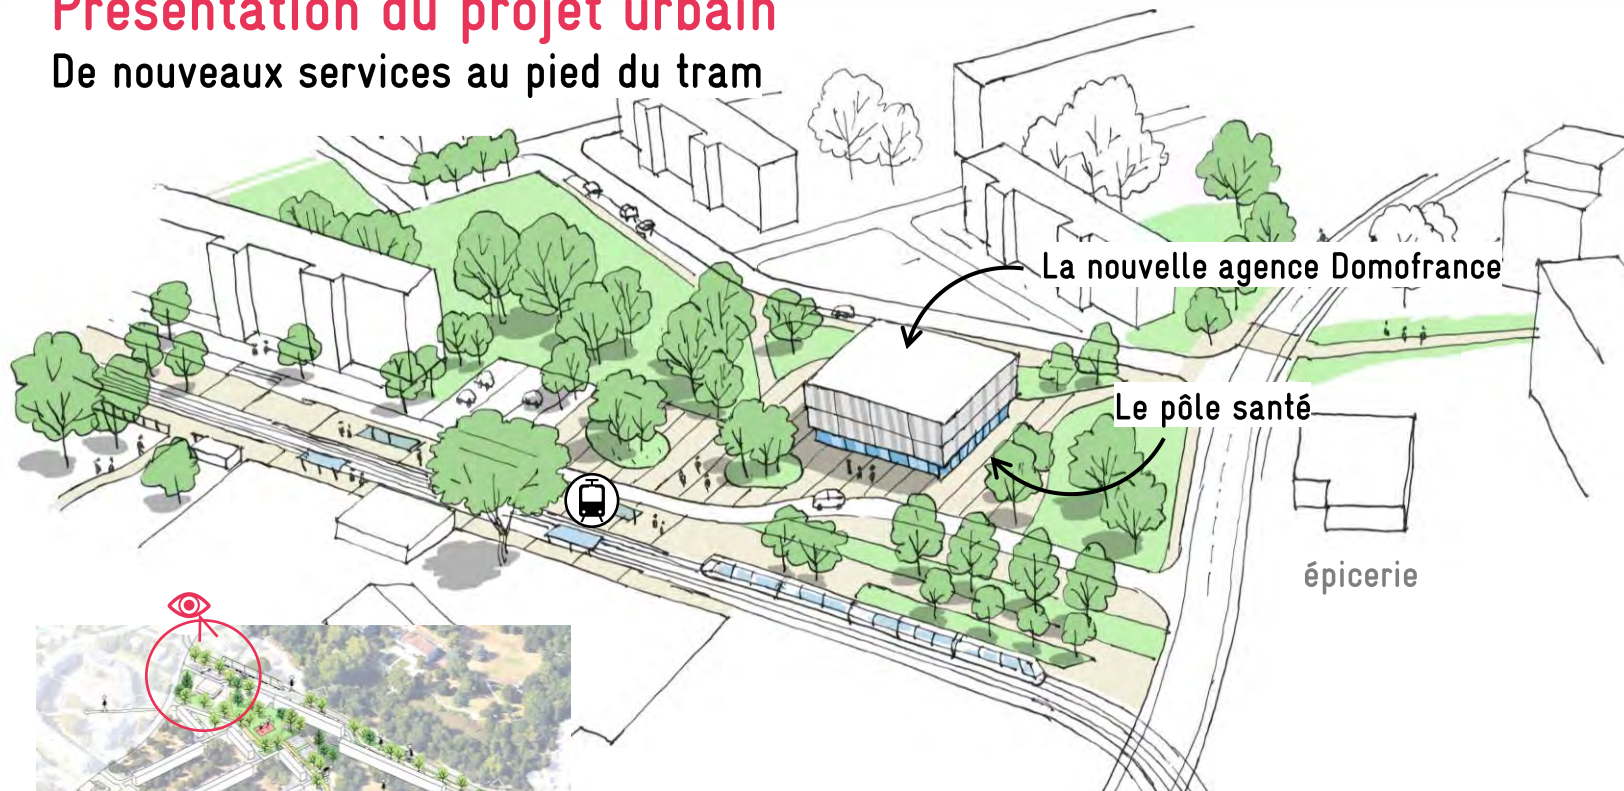 Présentation du projet urbain
De nouveaux services au pied du tram
La nouvelle agence Domofrance
Le pôle santé
épicerie